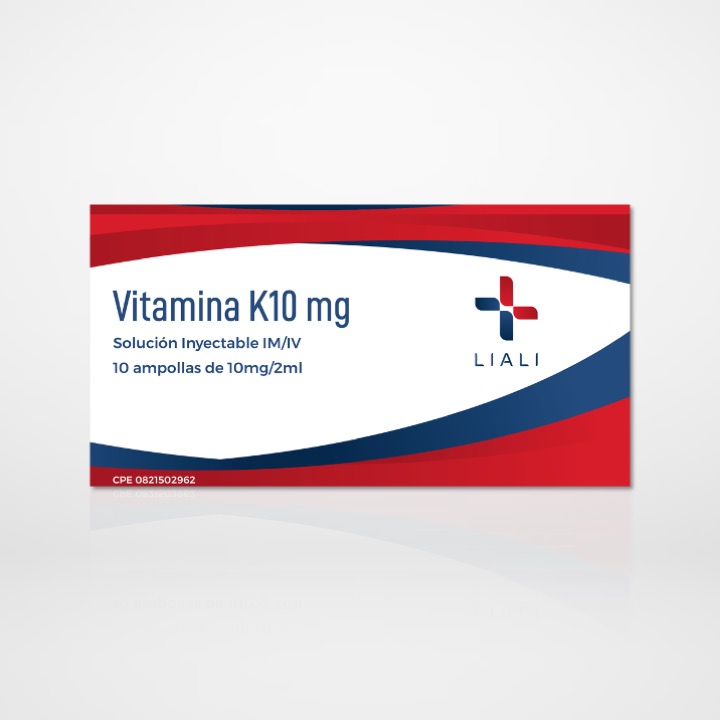 Vitamina K10 mg
Solución Inyectable IM/IV
10 ampollas de 10mg/2ml
LIALI
CPE 0821502962